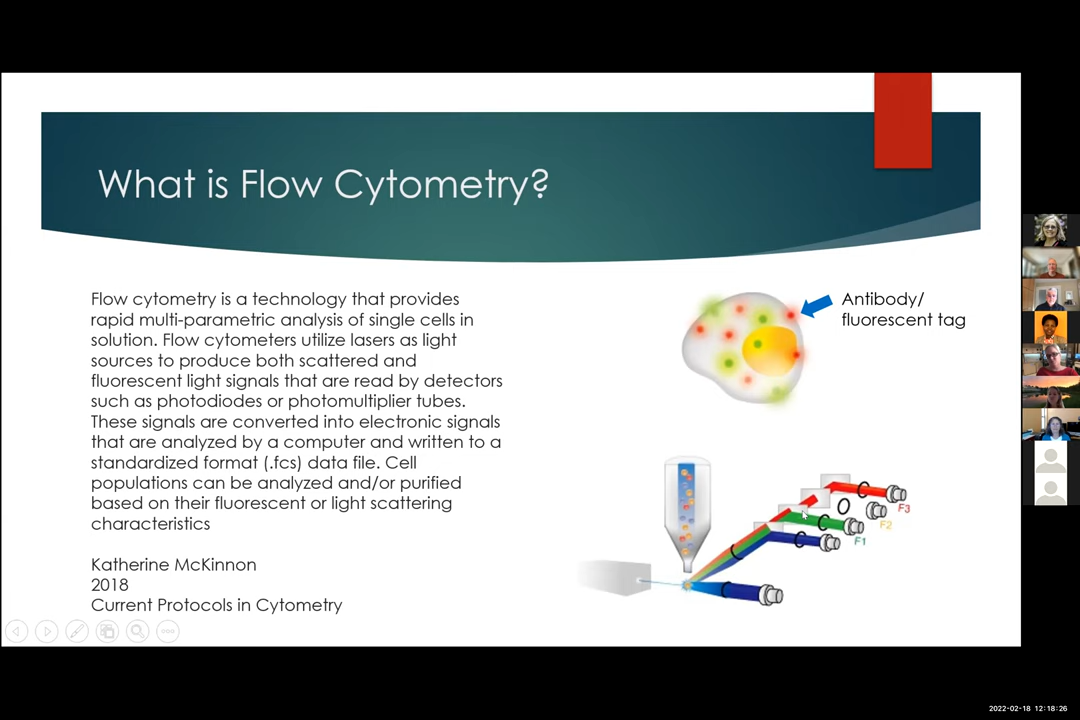 What is Flow Cytometry?
Flow cytometry is a technology that provides
rapid multi-parametric analysis of single cells in
solution. Flow cytometers utilize lasers as light
sources to produce both scattered and
fluorescent light signals that are read by detectors
such as photodiodes or photomultiplier tubes.
These signals are converted into electronic signals
that are analyzed by a computer and written to a
standardized format (.fcs) data file. Cell
populations can be analyzed and/or purified
based on their fluorescent or light scattering
characteristics
Katherine McKinnon
2018
Current Protocols in Cytometry
Antibody/
fluorescent tag
F3
F2
F1
2022-02-18 12:18:26